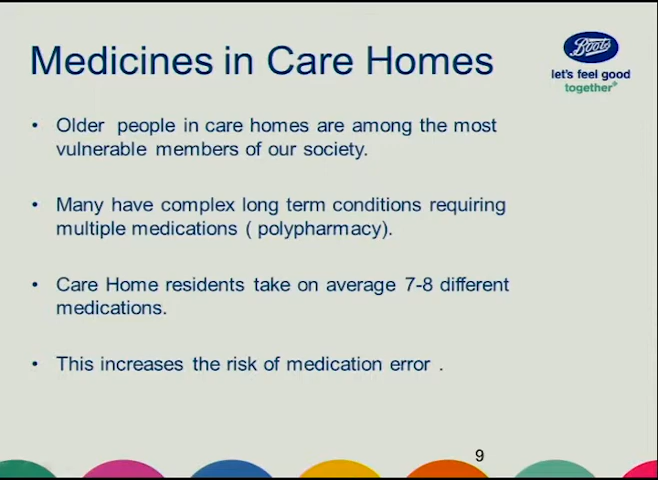 Medicines in Care Homes
Boots
let's feel good
together
• Older people in care homes are among the most
vulnerable members of our society.
• Many have complex long term conditions requiring
multiple medications ( polypharmacy).
• Care Home residents take on average 7-8 different
medications.
• This increases the risk of medication error .
9